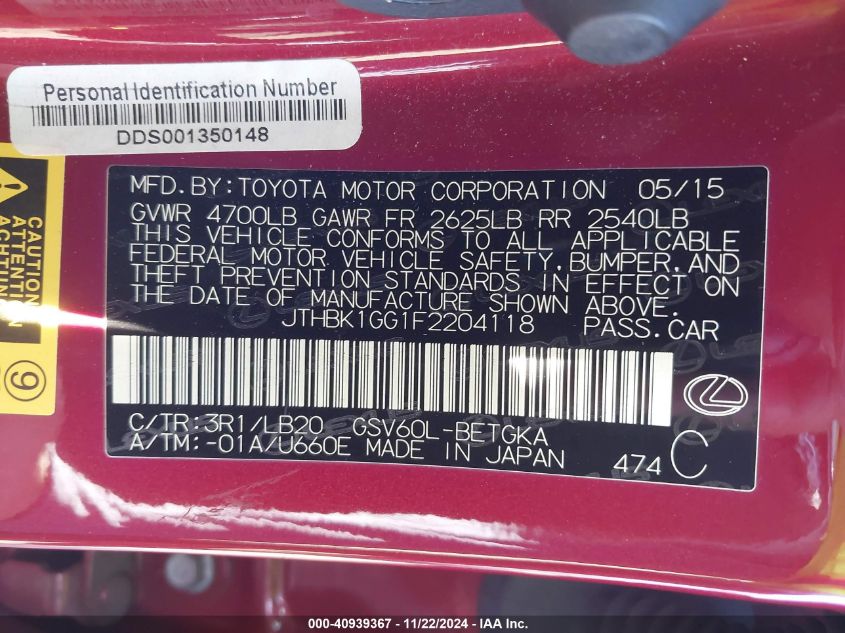 Personal Identification Number
DDS001350148
CAUTION
ATTENTION
ACHTUNG
9
MFD.BY:TOYOTA MOTOR CORPORATION 05/15
GVWR 4700LB GAWR FR 2625LB RR 2540LB
THIS VEHICLE CONFORMS TO ALL APPLICABLE
FEDERAL MOTOR VEHICLE SAFETY,BUMPER,AND
THEFT PREVENTION STANDARDS IN EFFECT ON
THE DATE OF MANUFACTURE SHOWN ABOVE.
JTHBK1GG1F2204118 PASS.CAR
C/TR:3R1/LB20 GSV60L-BETGKA
A/TM:-01A/U660E MADE IN JAPAN
474 C
000-40939367 - 11/22/2024 - IAA Inc.